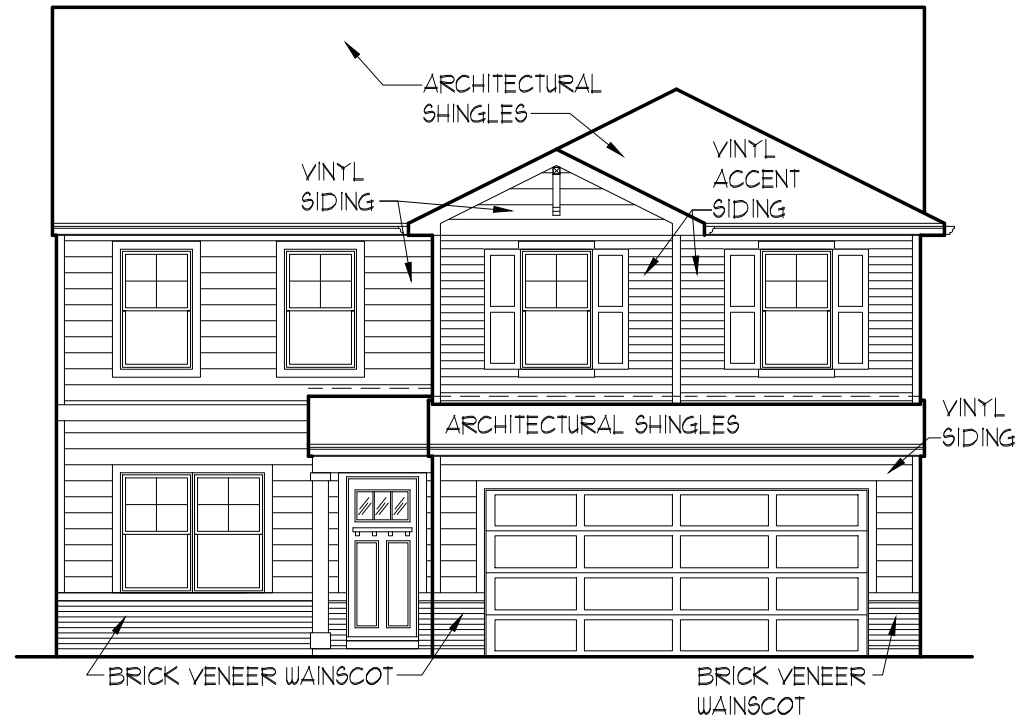 ARCHITECTURAL
SHINGLES
VINYL
SIDING
VINYL
ACCENT
SIDING
ARCHITECTURAL SHINGLES
VINYL
SIDING
BRICK VENEER WAINSCOT
BRICK VENEER
WAINSCOT